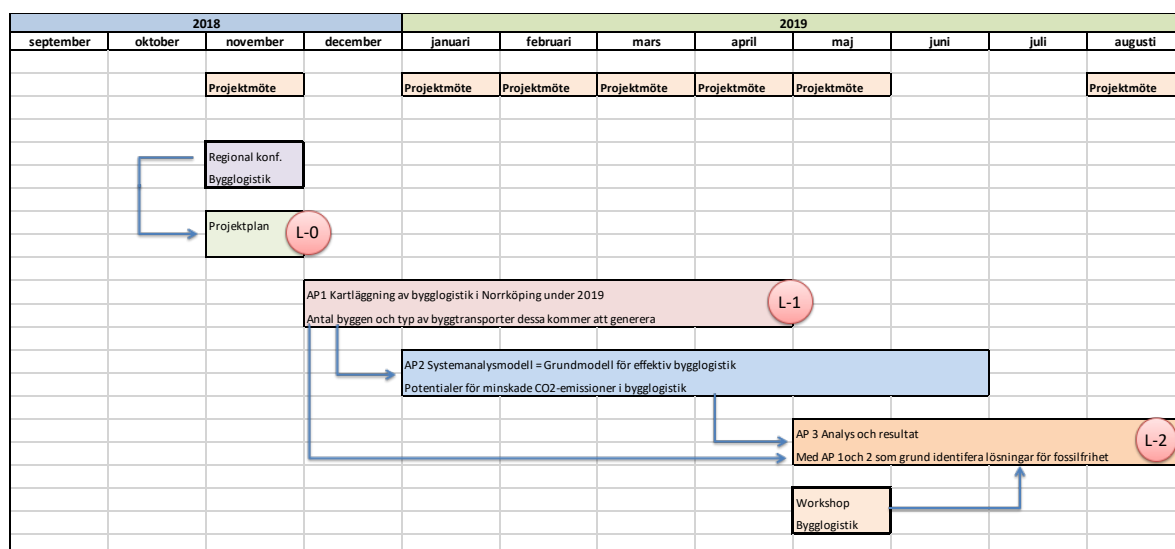 2018 2019
september oktober november december januari februari mars april maj juni juli augusti
Projektmöte Projektmöte Projektmöte Projektmöte Projektmöte Projektmöte Projektmöte
Regional konf.
Bygglogistik
Projektplan
L-0
AP1 Kartläggning av bygglogistik i Norrköping under 2019
L-1
Antal byggen och typ av byggtransporter dessa kommer att generera
AP2 Systemanalysmodell = Grundmodell för effektiv bygglogistik
Potentialer för minskade CO2-emissioner i bygglogistik
AP 3 Analys och resultat
L-2
Med AP 1och 2 som grund identifera lösningar för fossilfrihet
Workshop
Bygglogistik